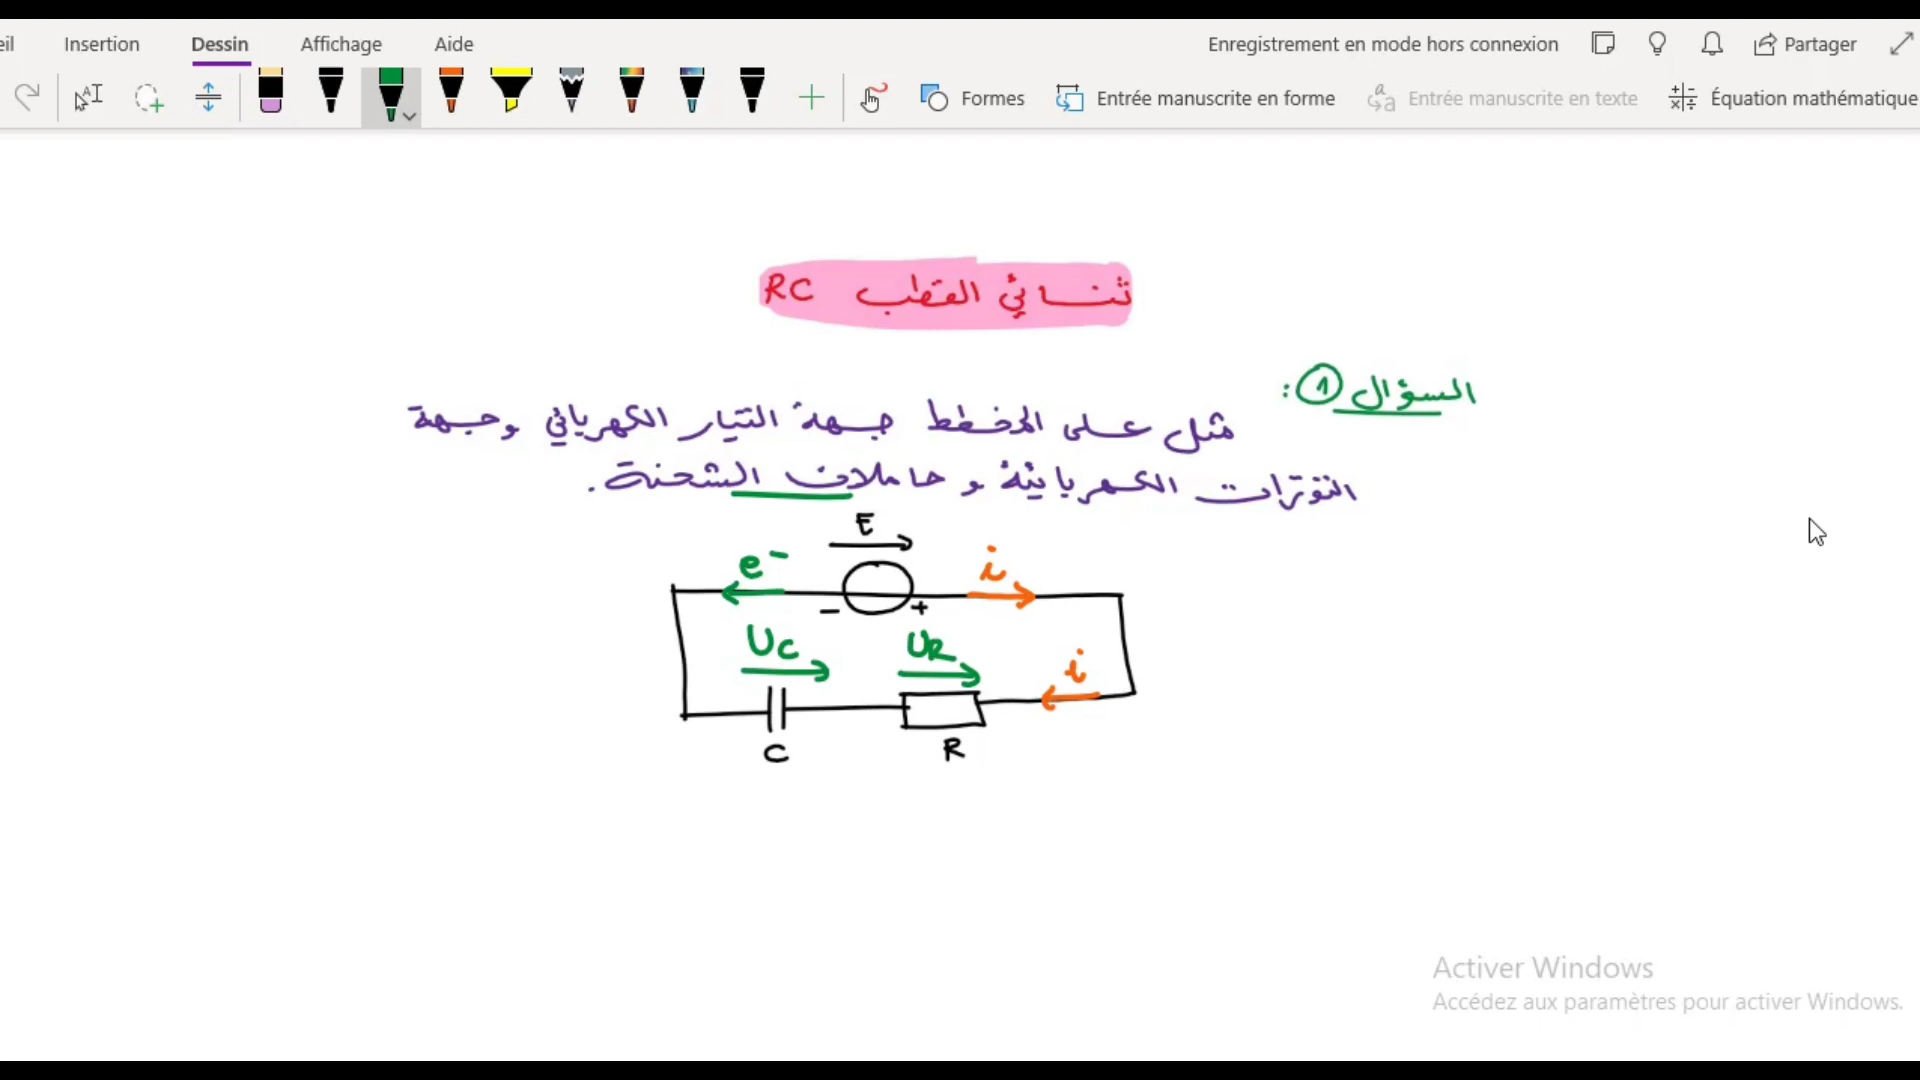 eil Insertion Dessin Affichage Aide Enregistrement en mode hors connexion Partager
Formes Entrée manuscrite en forme Entrée manuscrite en texte Équation mathématique
ثنائي القطب RC
السؤال 1 :
مثل على المخطط جهة التيار الكهربائي وجهة
التوترات الكهربائية و حاملات الشحنة.
E
e⁻ i
− +
UC UR i
C R
Activer Windows
Accédez aux paramètres pour activer Windows.